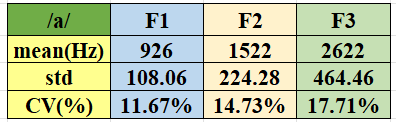 /a/ F1 F2 F3
mean(Hz) 926 1522 2622
std 108.06 224.28 464.46
CV(%) 11.67% 14.73% 17.71%